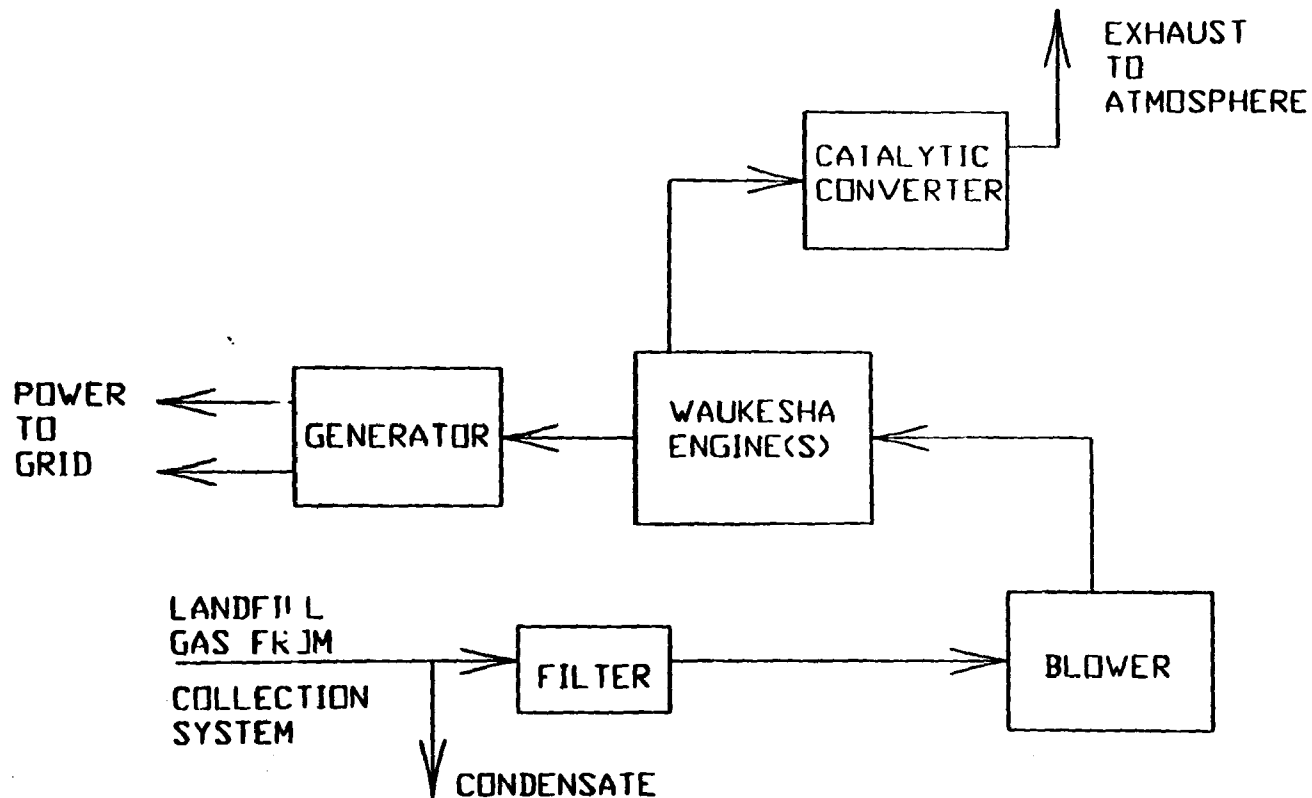 EXHAUST
TO
ATMOSPHERE
CATALYTIC
CONVERTER
POWER
TO
GRID
GENERATOR
WAUKESHA
ENGINE(S)
LANDFILL
GAS FROM
COLLECTION
SYSTEM
FILTER
BLOWER
CONDENSATE